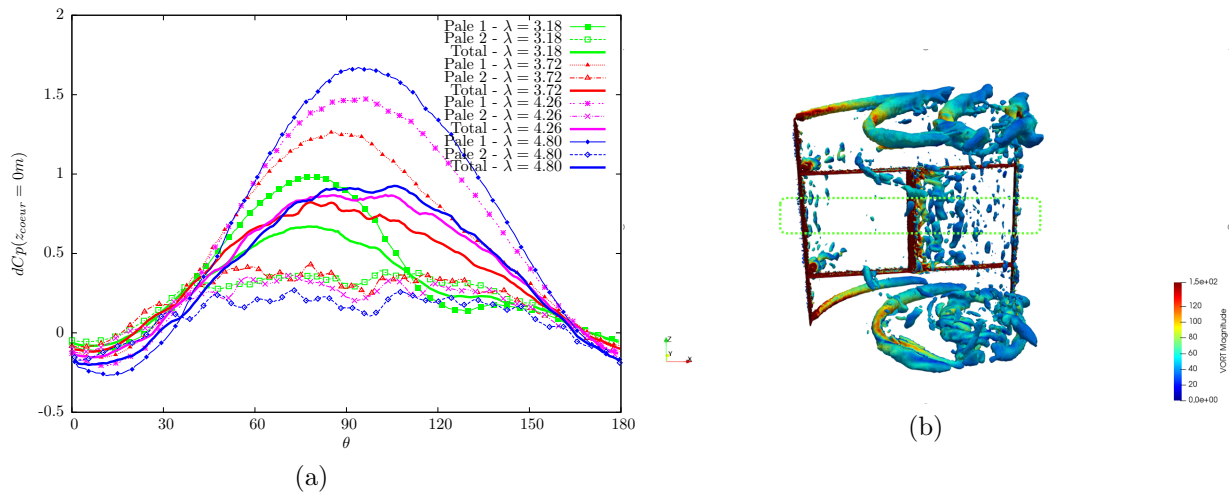 2
1.5
1
0.5
0
-0.5
dCp(z_{coeur} = 0m)
Pale 1 - λ = 3.18
Pale 2 - λ = 3.18
Total - λ = 3.18
Pale 1 - λ = 3.72
Pale 2 - λ = 3.72
Total - λ = 3.72
Pale 1 - λ = 4.26
Pale 2 - λ = 4.26
Total - λ = 4.26
Pale 1 - λ = 4.80
Pale 2 - λ = 4.80
Total - λ = 4.80
0 30 60 90 120 150 180
θ
(a)
Z
Y
X
1,5e+02
120
100
80
60
40
20
0,0e+00
VORT Magnitude
(b)